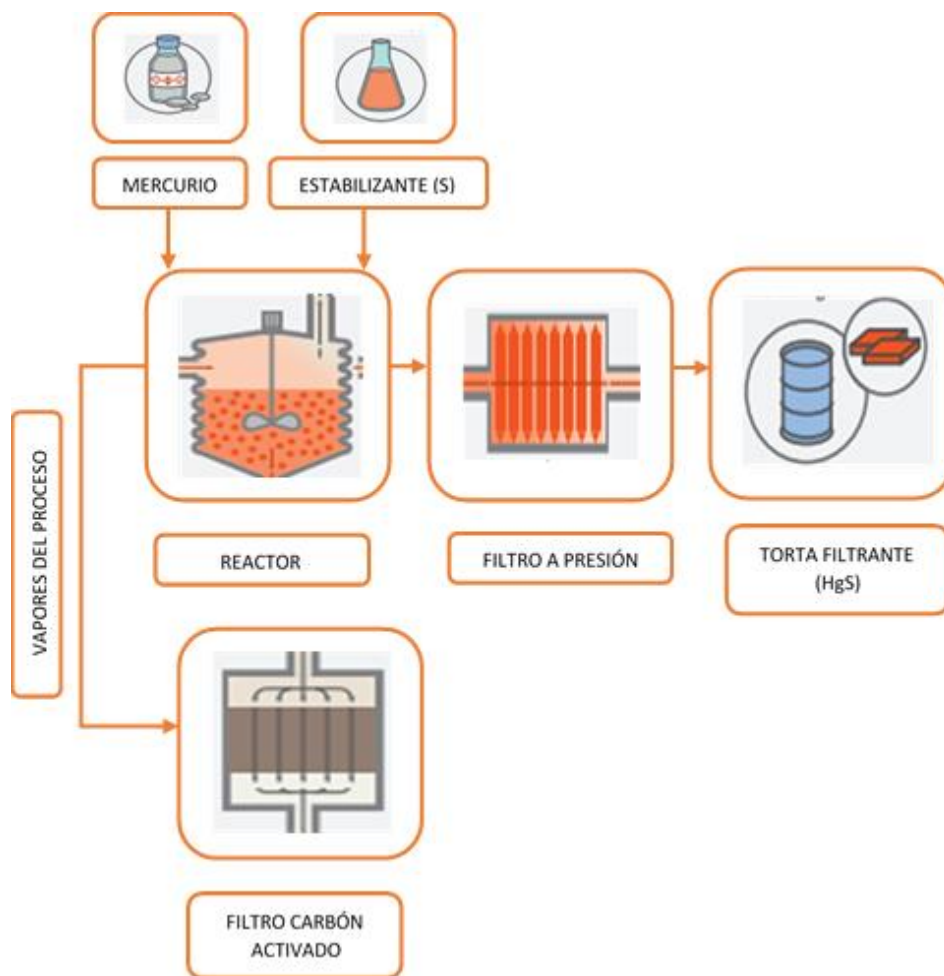 MERCURIO
ESTABILIZANTE (S)
VAPORES DEL PROCESO
REACTOR
FILTRO A PRESIÓN
TORTA FILTRANTE
(HgS)
FILTRO CARBÓN
ACTIVADO